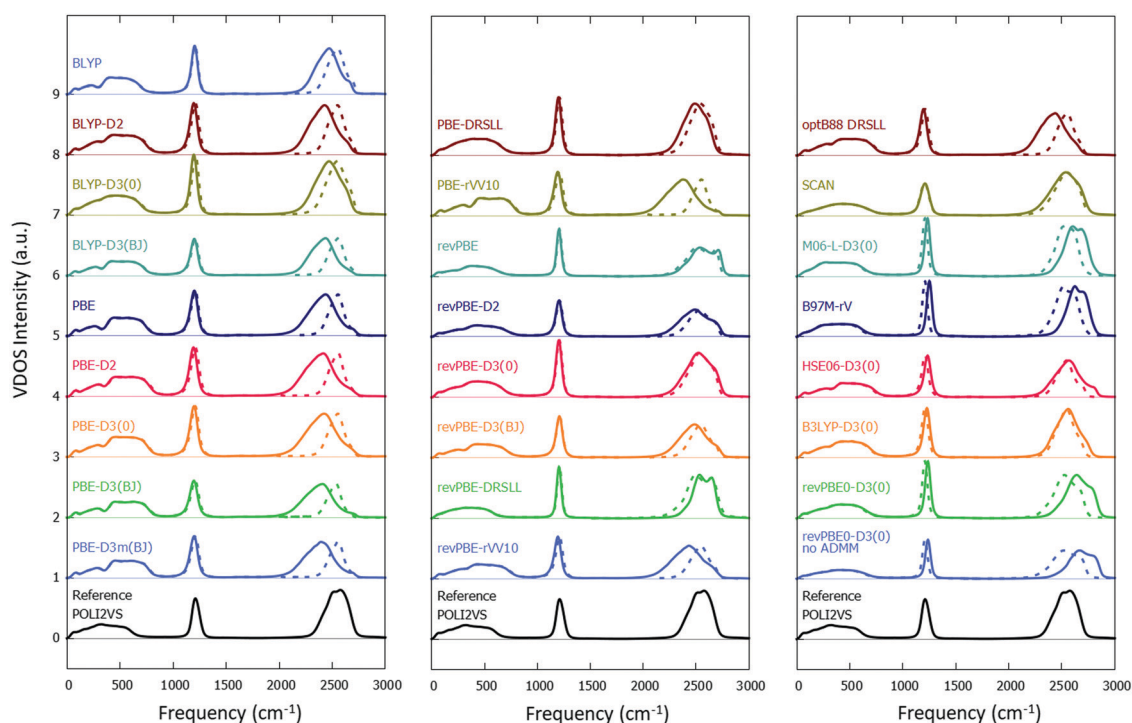 VDOS Intensity (a.u.)
BLYP
9
BLYP-D2
8
BLYP-D3(0)
7
BLYP-D3(BJ)
6
PBE
5
PBE-D2
4
PBE-D3(0)
3
PBE-D3(BJ)
2
PBE-D3m(BJ)
1
Reference
POLI2VS
0
0 500 1000 1500 2000 2500 3000
Frequency (cm⁻¹)
PBE-DRSLL
PBE-rVV10
revPBE
revPBE-D2
revPBE-D3(0)
revPBE-D3(BJ)
revPBE-DRSLL
revPBE-rVV10
Reference
POLI2VS
0 500 1000 1500 2000 2500 3000
Frequency (cm⁻¹)
optB88 DRSLL
SCAN
M06-L-D3(0)
B97M-rV
HSE06-D3(0)
B3LYP-D3(0)
revPBE0-D3(0)
revPBE0-D3(0)
no ADMM
Reference
POLI2VS
0 500 1000 1500 2000 2500 3000
Frequency (cm⁻¹)